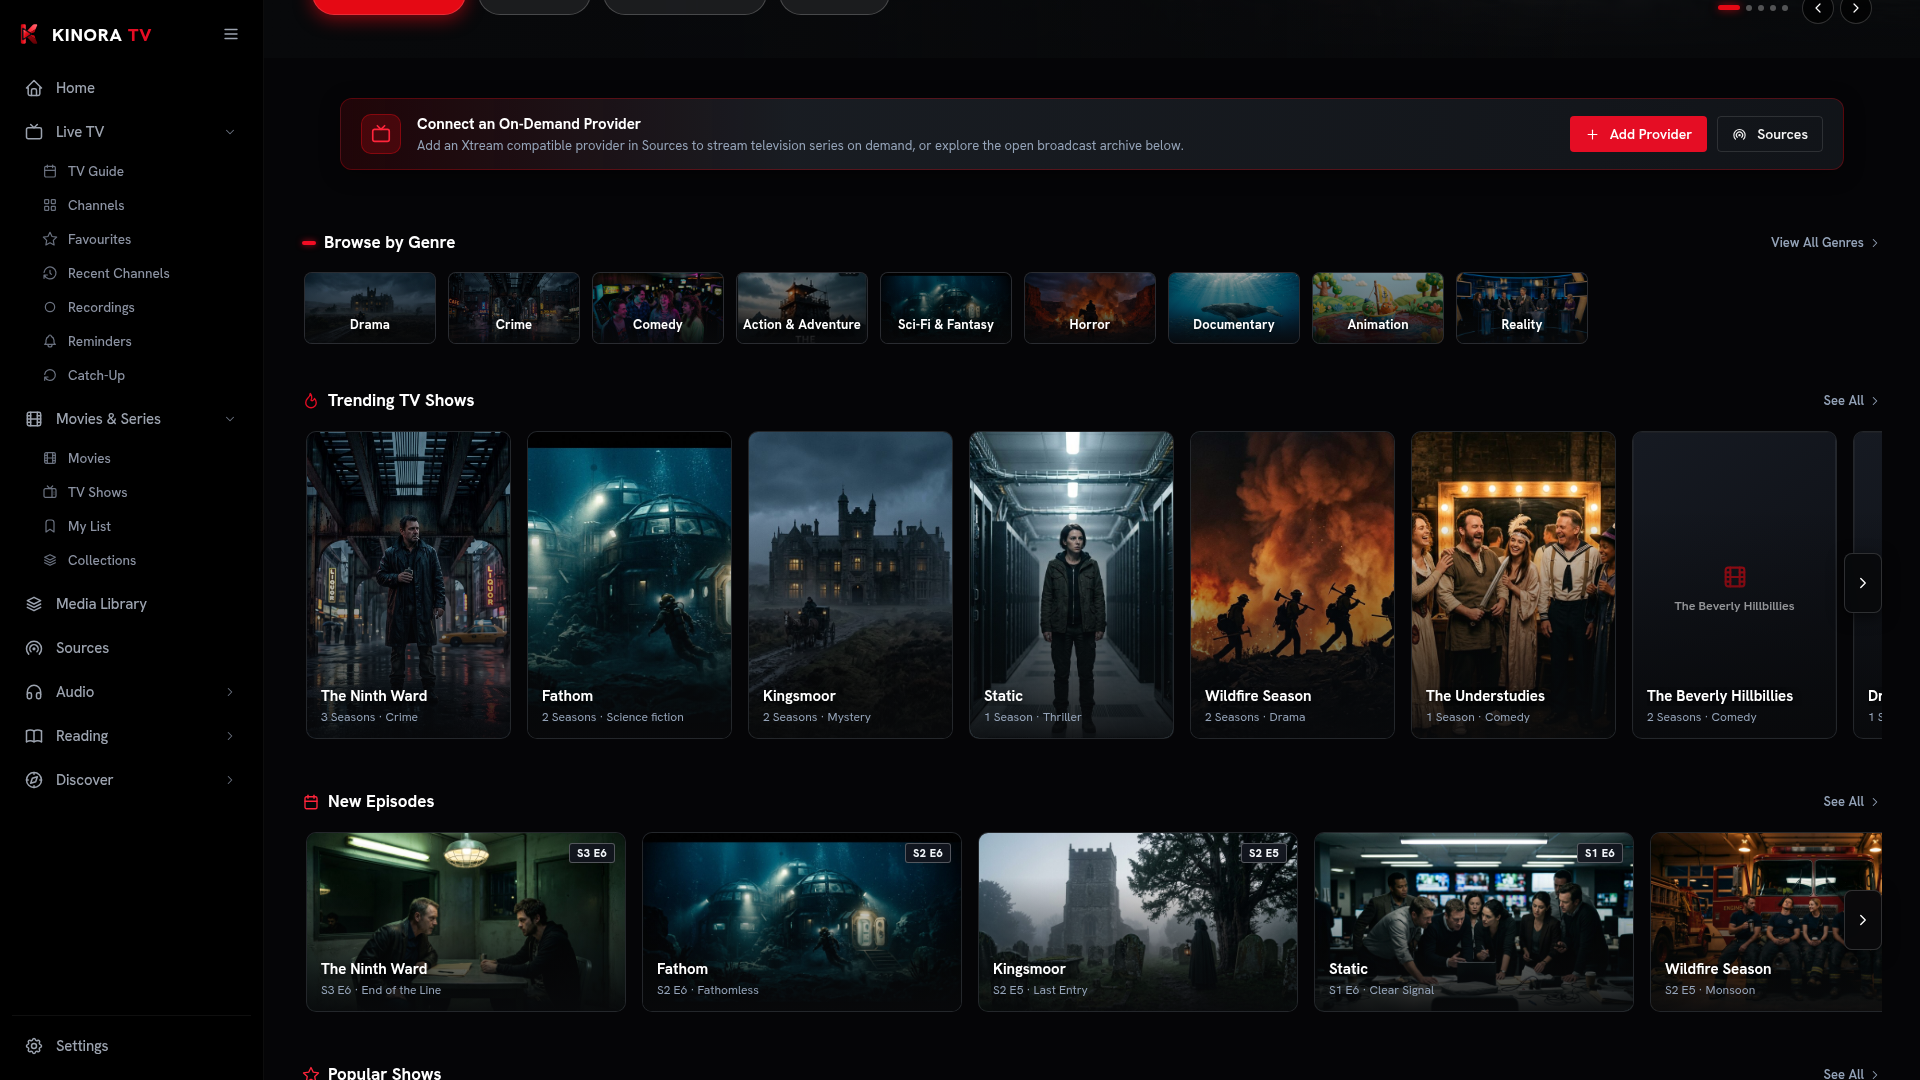 KINORA TV
Home
Live TV
TV Guide
Channels
Favourites
Recent Channels
Recordings
Reminders
Catch-Up
Movies & Series
Movies
TV Shows
My List
Collections
Media Library
Sources
Audio
Reading
Discover
Settings
Connect an On-Demand Provider
Add an Xtream compatible provider in Sources to stream television series on demand, or explore the open broadcast archive below.
Add Provider
Sources
Browse by Genre
View All Genres
Drama
Crime
Comedy
Action & Adventure
Sci-Fi & Fantasy
Horror
Documentary
Animation
Reality
Trending TV Shows
See All
LIQUOR
LIQUOR
The Ninth Ward
3 Seasons · Crime
Fathom
2 Seasons · Science fiction
Kingsmoor
2 Seasons · Mystery
Static
1 Season · Thriller
Wildfire Season
2 Seasons · Drama
The Understudies
1 Season · Comedy
The Beverly Hillbillies
The Beverly Hillbillies
2 Seasons · Comedy
New Episodes
See All
S3 E6
The Ninth Ward
S3 E6 · End of the Line
S2 E6
Fathom
S2 E6 · Fathomless
S2 E5
Kingsmoor
S2 E5 · Last Entry
S1 E6
Static
S1 E6 · Clear Signal
Wildfire Season
S2 E5 · Monsoon
Popular Shows
See All